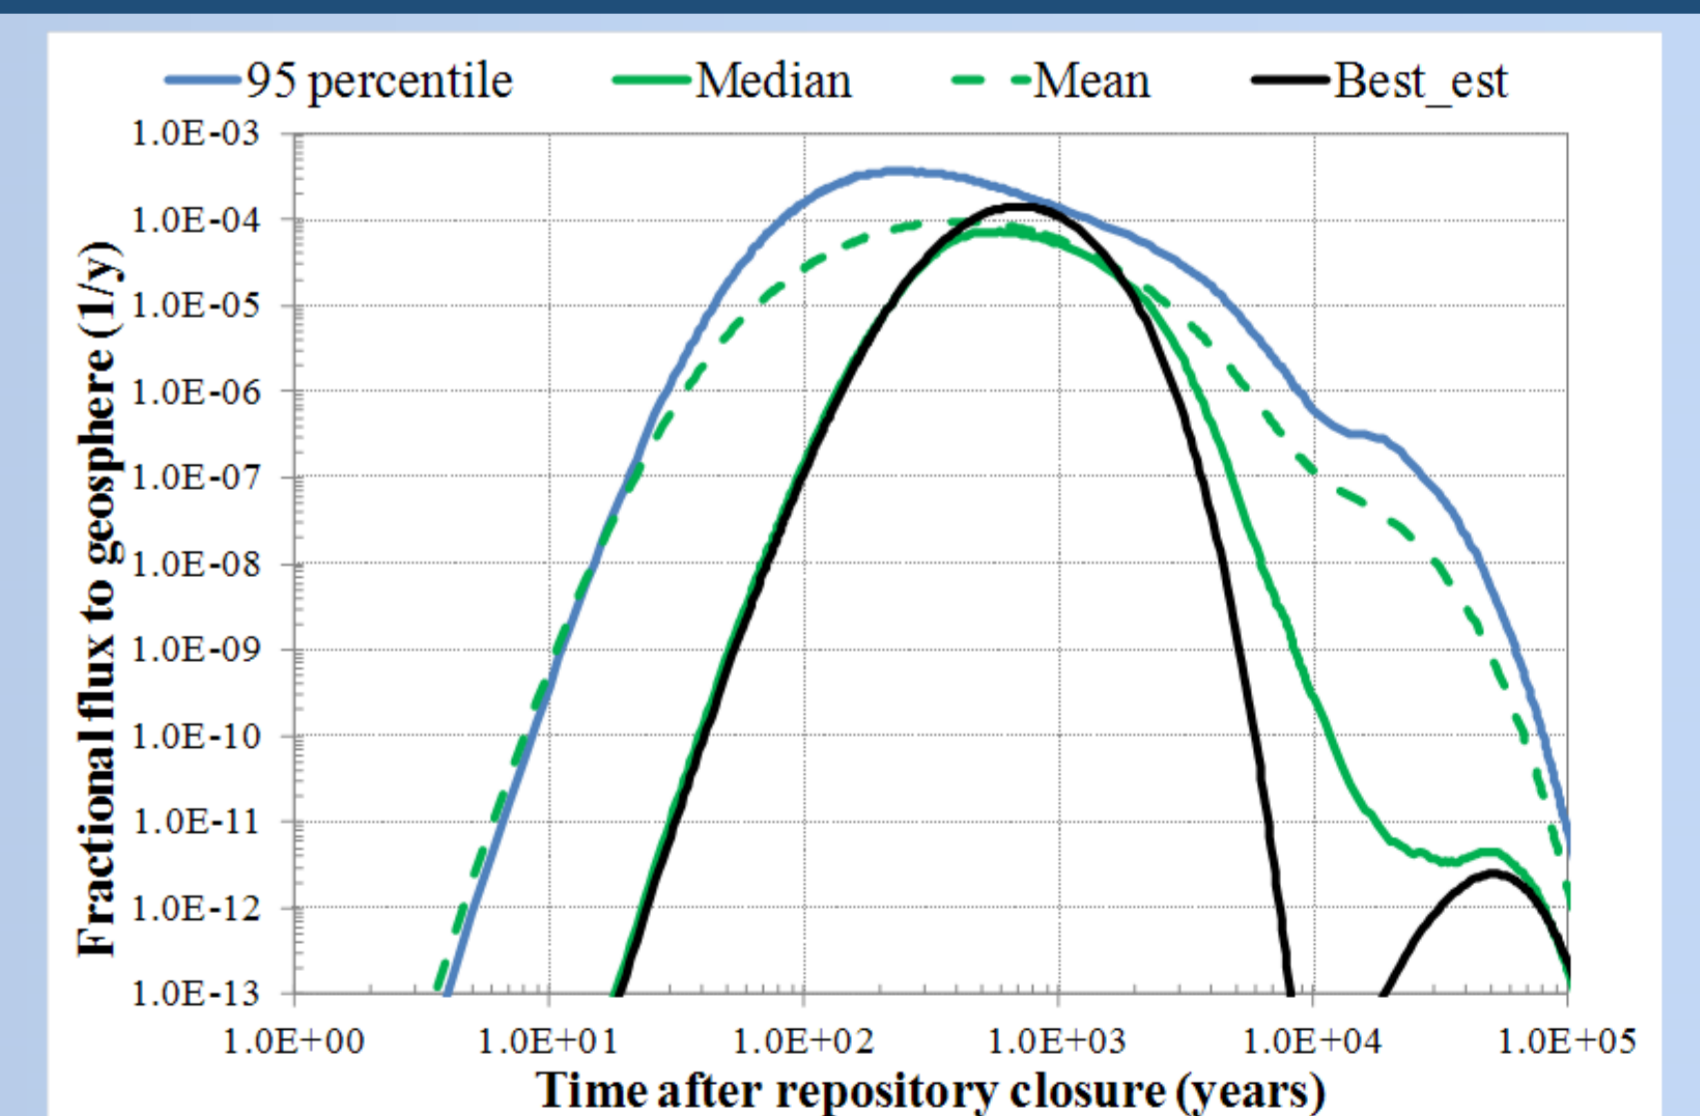 95 percentile Median Mean Best_est
1.0E-03
1.0E-04
1.0E-05
1.0E-06
1.0E-07
1.0E-08
1.0E-09
1.0E-10
1.0E-11
1.0E-12
1.0E-13
Fractional flux to geosphere (1/y)
1.0E+00 1.0E+01 1.0E+02 1.0E+03 1.0E+04 1.0E+05
Time after repository closure (years)